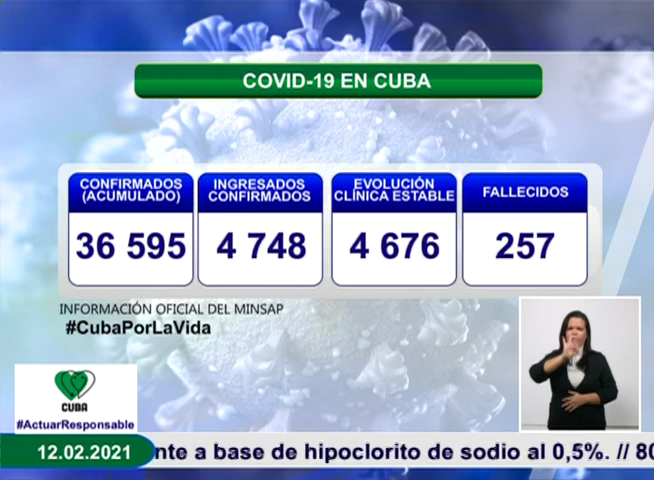 COVID-19 EN CUBA
CONFIRMADOS
(ACUMULADO)
36 595
INGRESADOS
CONFIRMADOS
4 748
EVOLUCIÓN
CLÍNICA ESTABLE
4 676
FALLECIDOS
257
INFORMACIÓN OFICIAL DEL MINSAP
#CubaPorLaVida
CUBA
#ActuarResponsable
12.02.2021
nte a base de hipoclorito de sodio al 0,5%. // 80